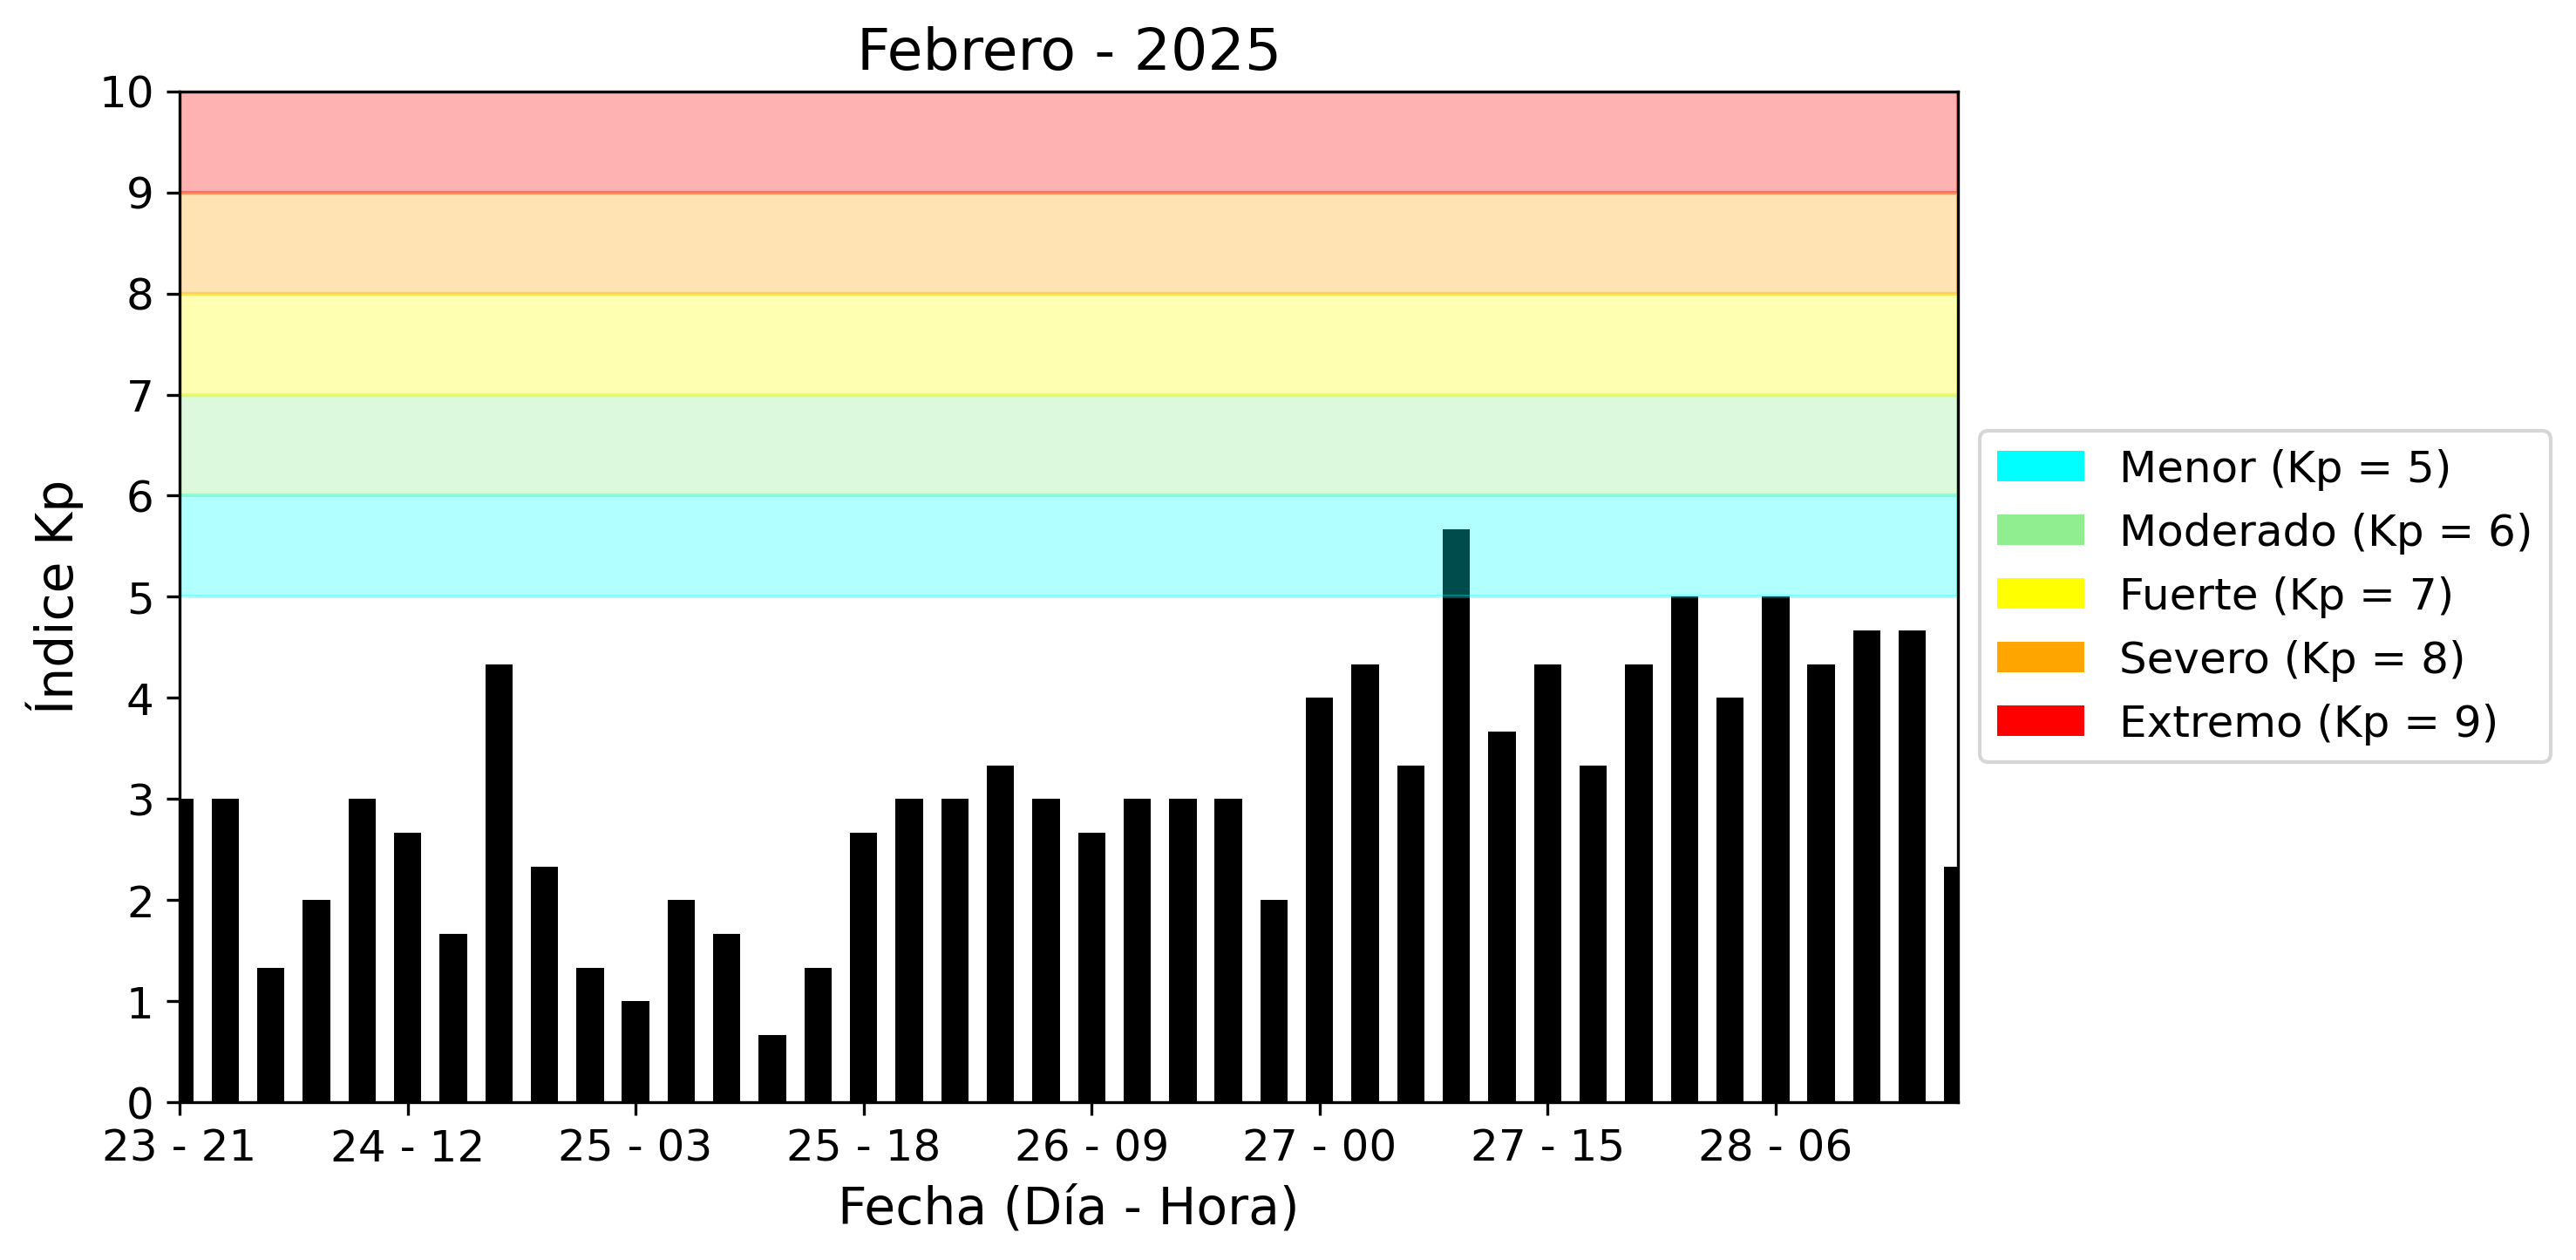 Febrero - 2025
Índice Kp
10
9
8
7
6
5
4
3
2
1
0
23 - 21
24 - 12
25 - 03
25 - 18
26 - 09
27 - 00
27 - 15
28 - 06
Fecha (Día - Hora)
Menor (Kp = 5)
Moderado (Kp = 6)
Fuerte (Kp = 7)
Severo (Kp = 8)
Extremo (Kp = 9)